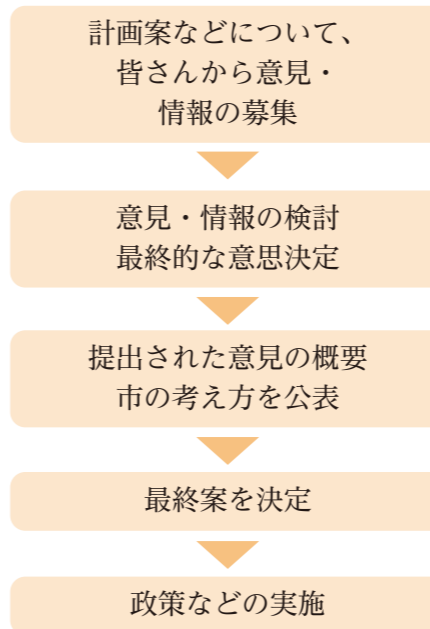 計画案などについて、
皆さんから意見・
情報の募集
意見・情報の検討
最終的な意思決定
提出された意見の概要
市の考え方を公表
最終案を決定
政策などの実施